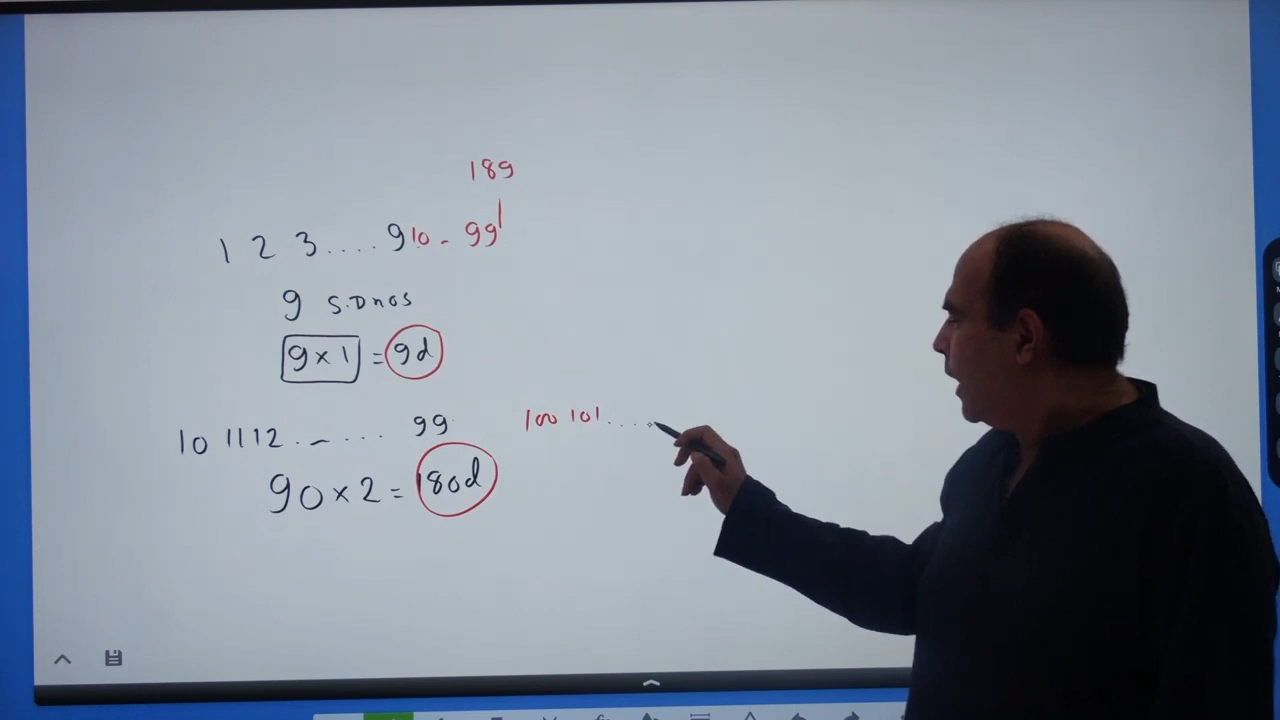 189
1 2 3.... 9 10 - 99
9 S.Dnos
9 × 1 = 9d
10 11 12 . – ... 99 100 101 . . . .
90 × 2 = 180d